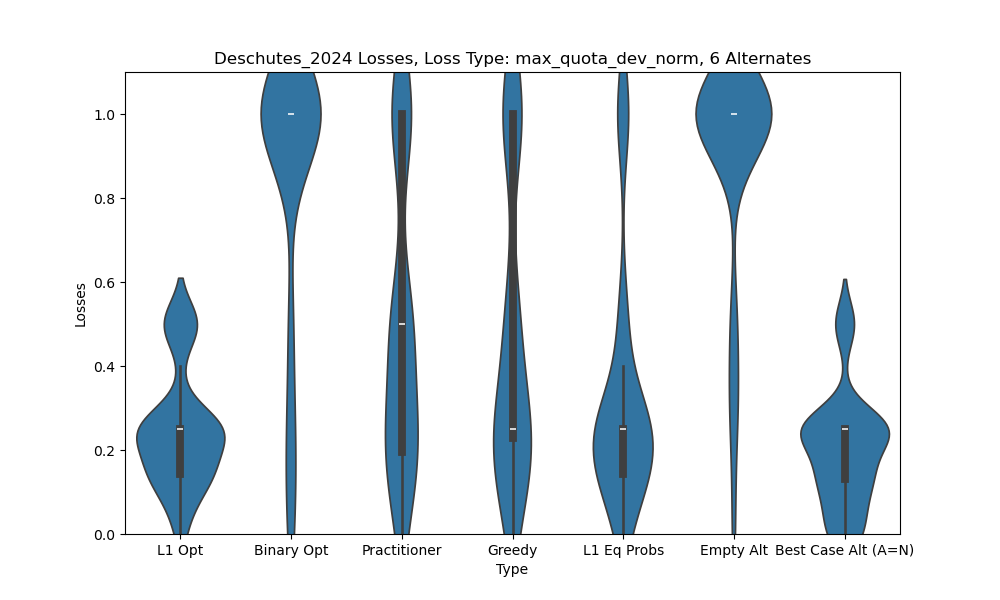 Deschutes_2024 Losses, Loss Type: max_quota_dev_norm, 6 Alternates
Losses
1.0
0.8
0.6
0.4
0.2
0.0
L1 Opt
Binary Opt
Practitioner
Greedy
L1 Eq Probs
Empty Alt
Best Case Alt (A=N)
Type